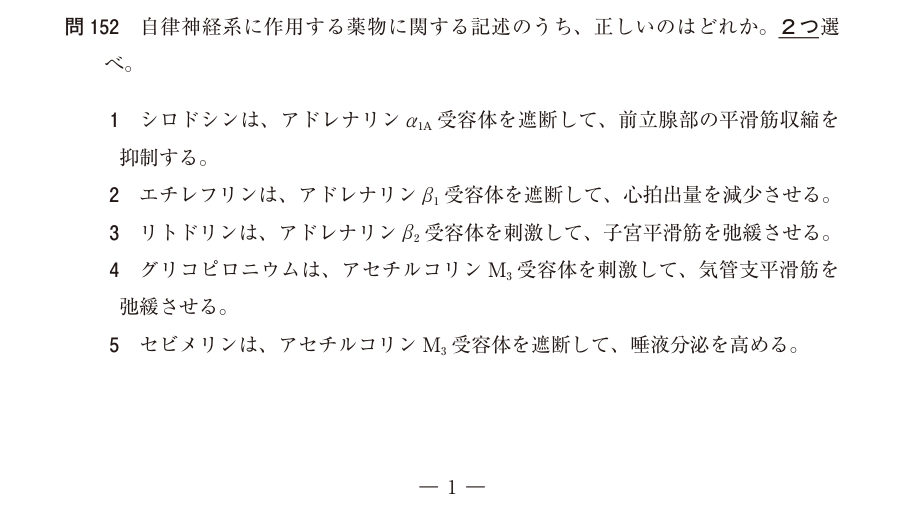 問 152　自律神経系に作用する薬物に関する記述のうち、正しいのはどれか。２つ選
べ。
1　シロドシンは、アドレナリン α1A 受容体を遮断して、前立腺部の平滑筋収縮を
抑制する。
2　エチレフリンは、アドレナリン β1 受容体を遮断して、心拍出量を減少させる。
3　リトドリンは、アドレナリン β2 受容体を刺激して、子宮平滑筋を弛緩させる。
4　グリコピロニウムは、アセチルコリン M3 受容体を刺激して、気管支平滑筋を
弛緩させる。
5　セビメリンは、アセチルコリン M3 受容体を遮断して、唾液分泌を高める。
— 1 —